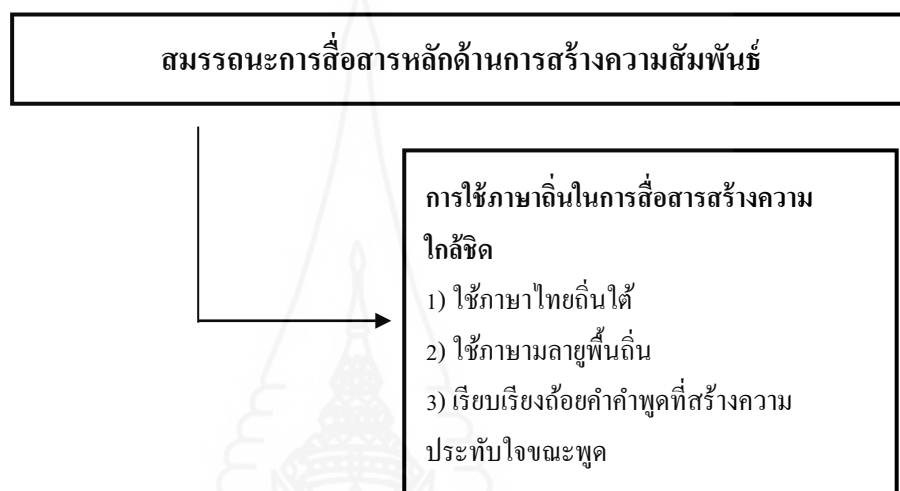 สมรรถนะการสื่อสารหลักด้านการสร้างความสัมพันธ์
การใช้ภาษาถิ่นในการสื่อสารสร้างความ
ใกล้ชิด
1) ใช้ภาษาไทยถิ่นใต้
2) ใช้ภาษามลายูพื้นถิ่น
3) เรียบเรียงถ้อยคำคำพูดที่สร้างความ
ประทับใจขณะพูด